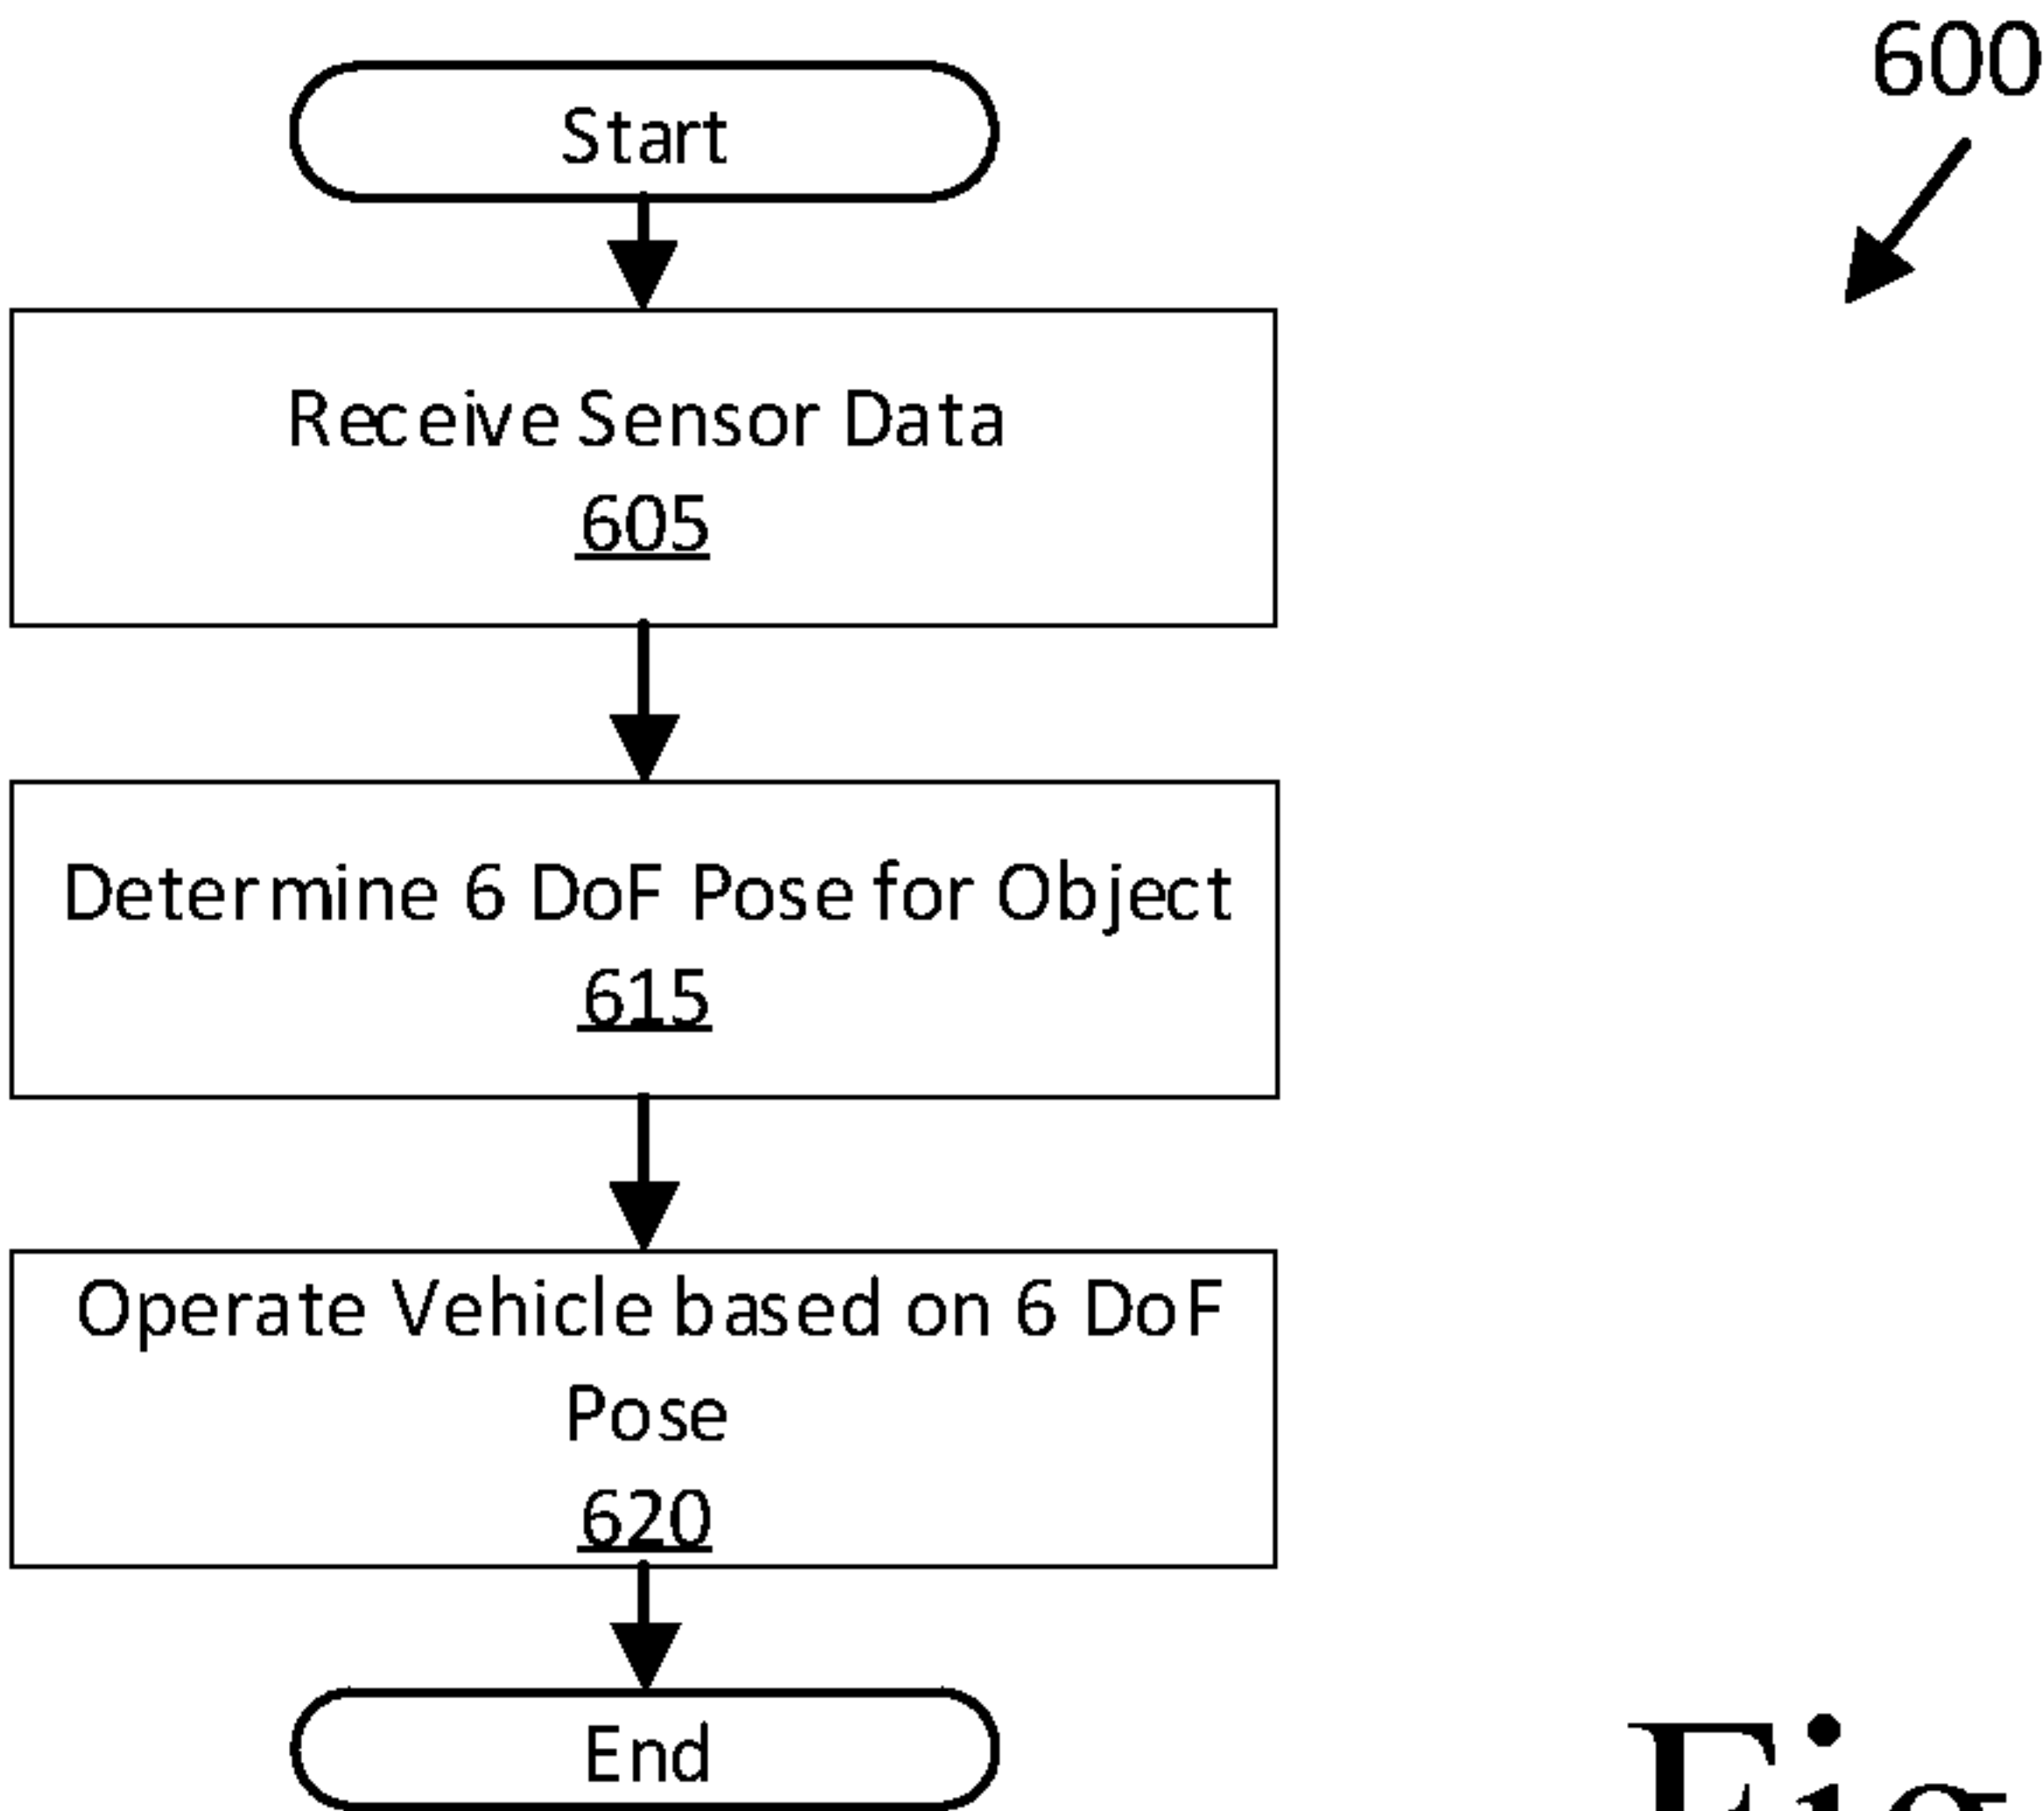 600
Start
Receive Sensor Data
605
Determine 6 DoF Pose for Object
615
Operate Vehicle based on 6 DoF
Pose
620
End